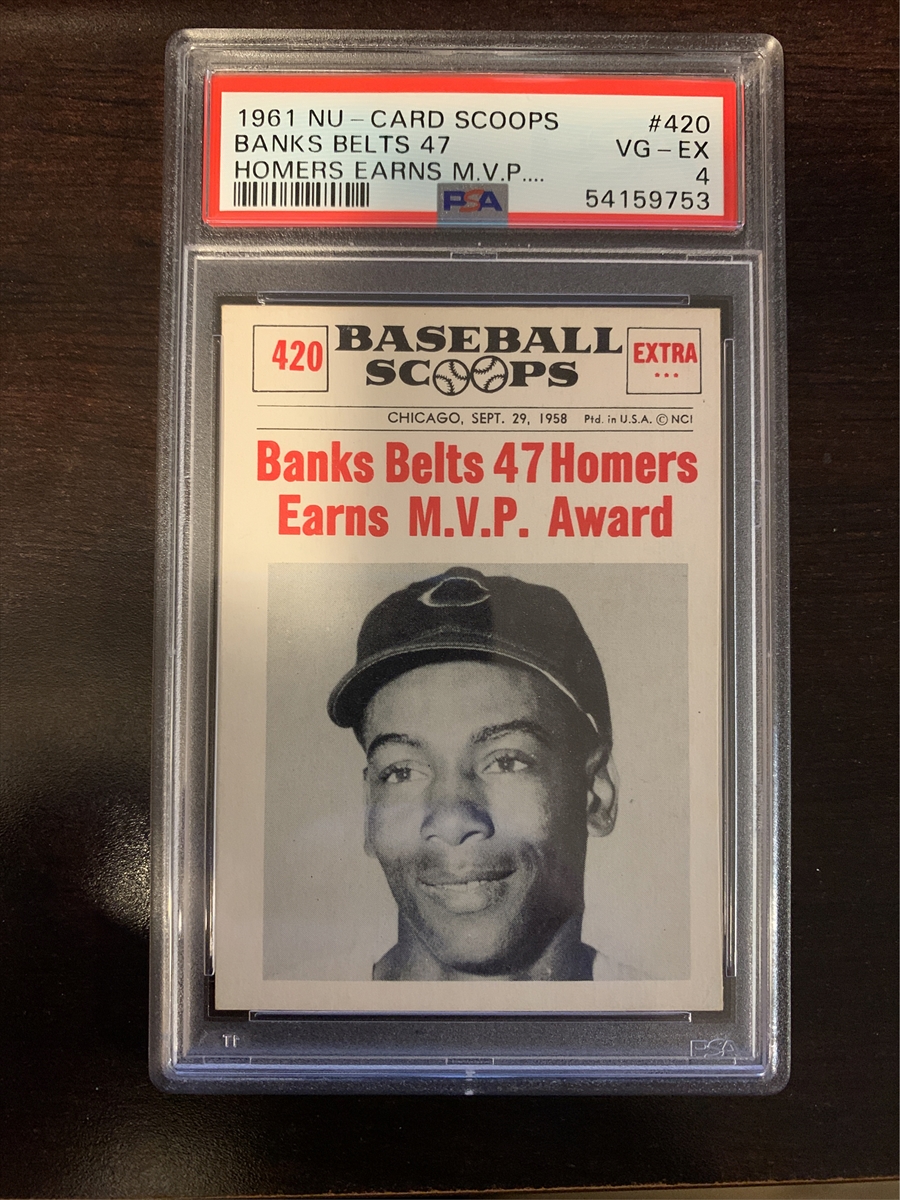 1961 NU-CARD SCOOPS #420
BANKS BELTS 47 VG-EX
HOMERS EARNS M.V.P.... 4
PSA 54159753
420 BASEBALL EXTRA
SCOOPS ...
CHICAGO, SEPT. 29, 1958 Ptd. in U.S.A. © NCI
Banks Belts 47 Homers
Earns M.V.P. Award
C
TI PSA